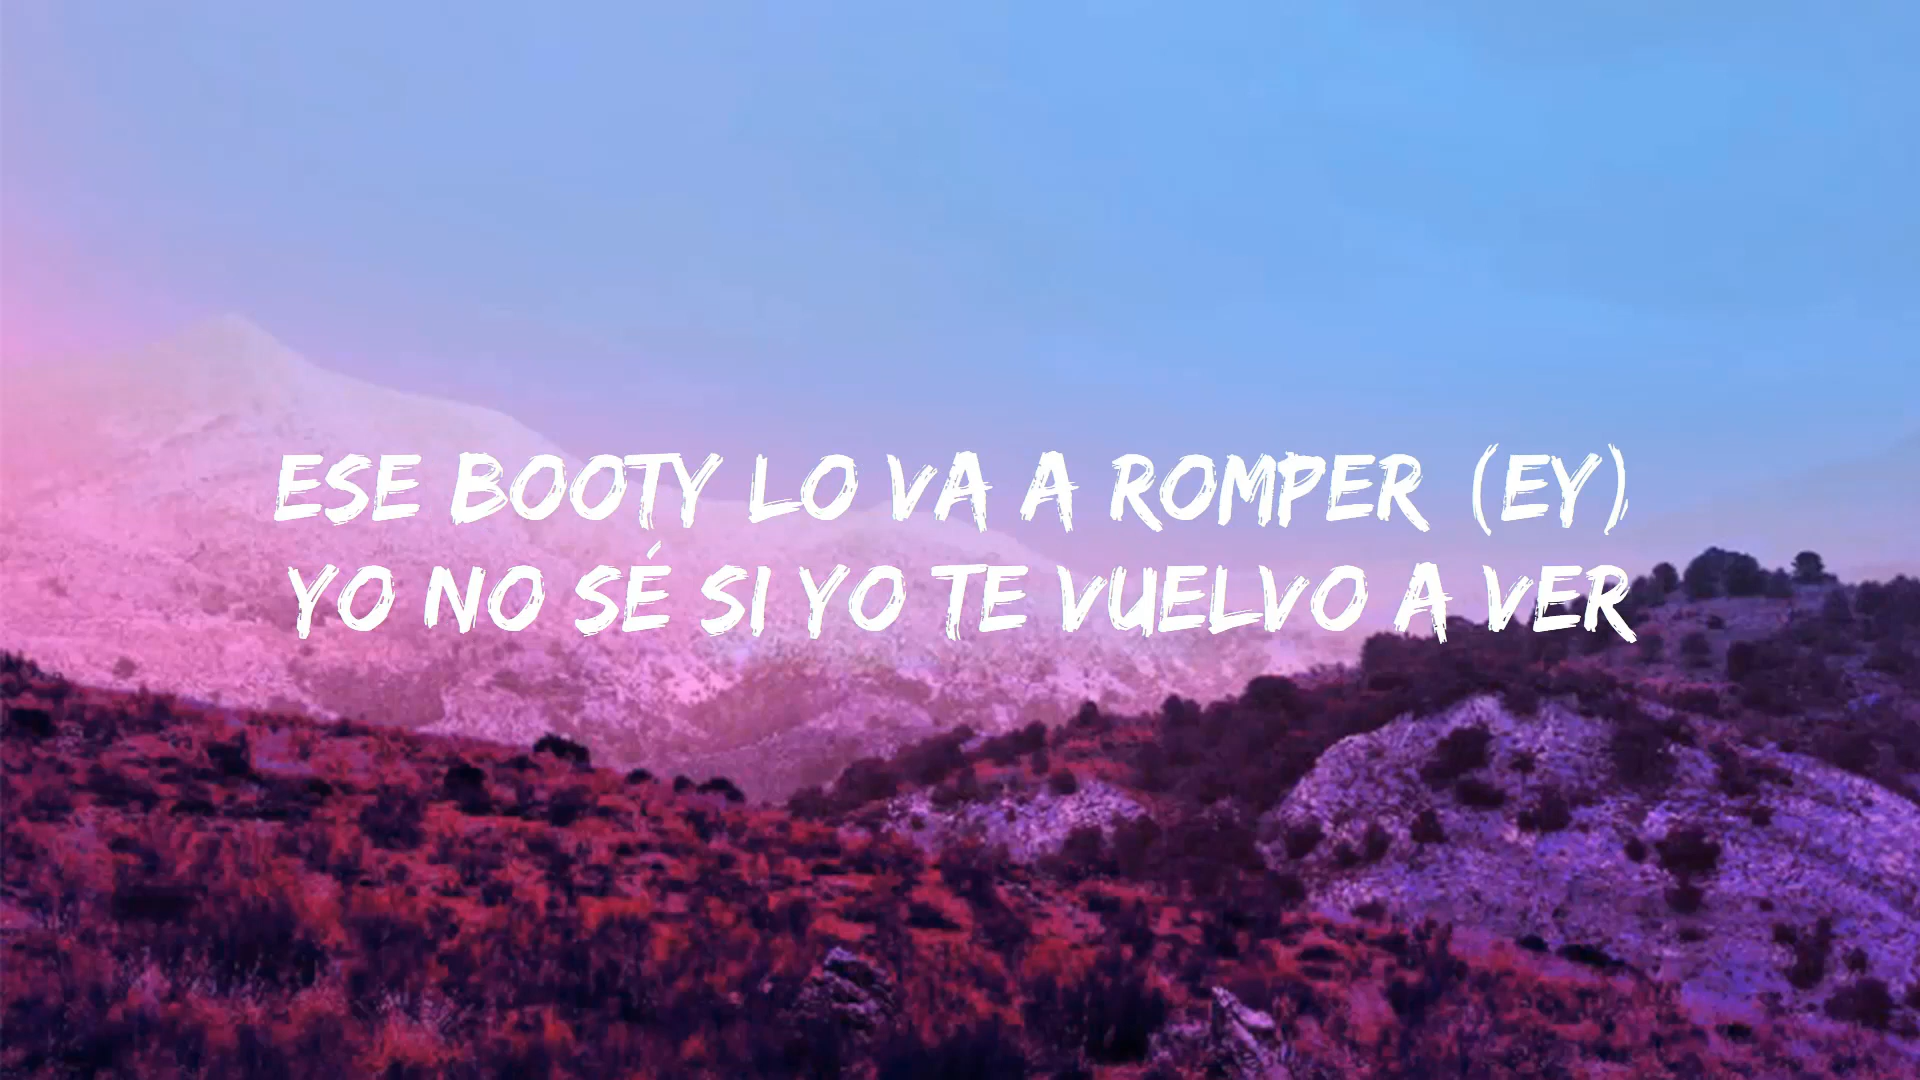 ESE BOOTY LO VA A ROMPER (EY)
YO NO SÉ SI YO TE VUELVO A VER